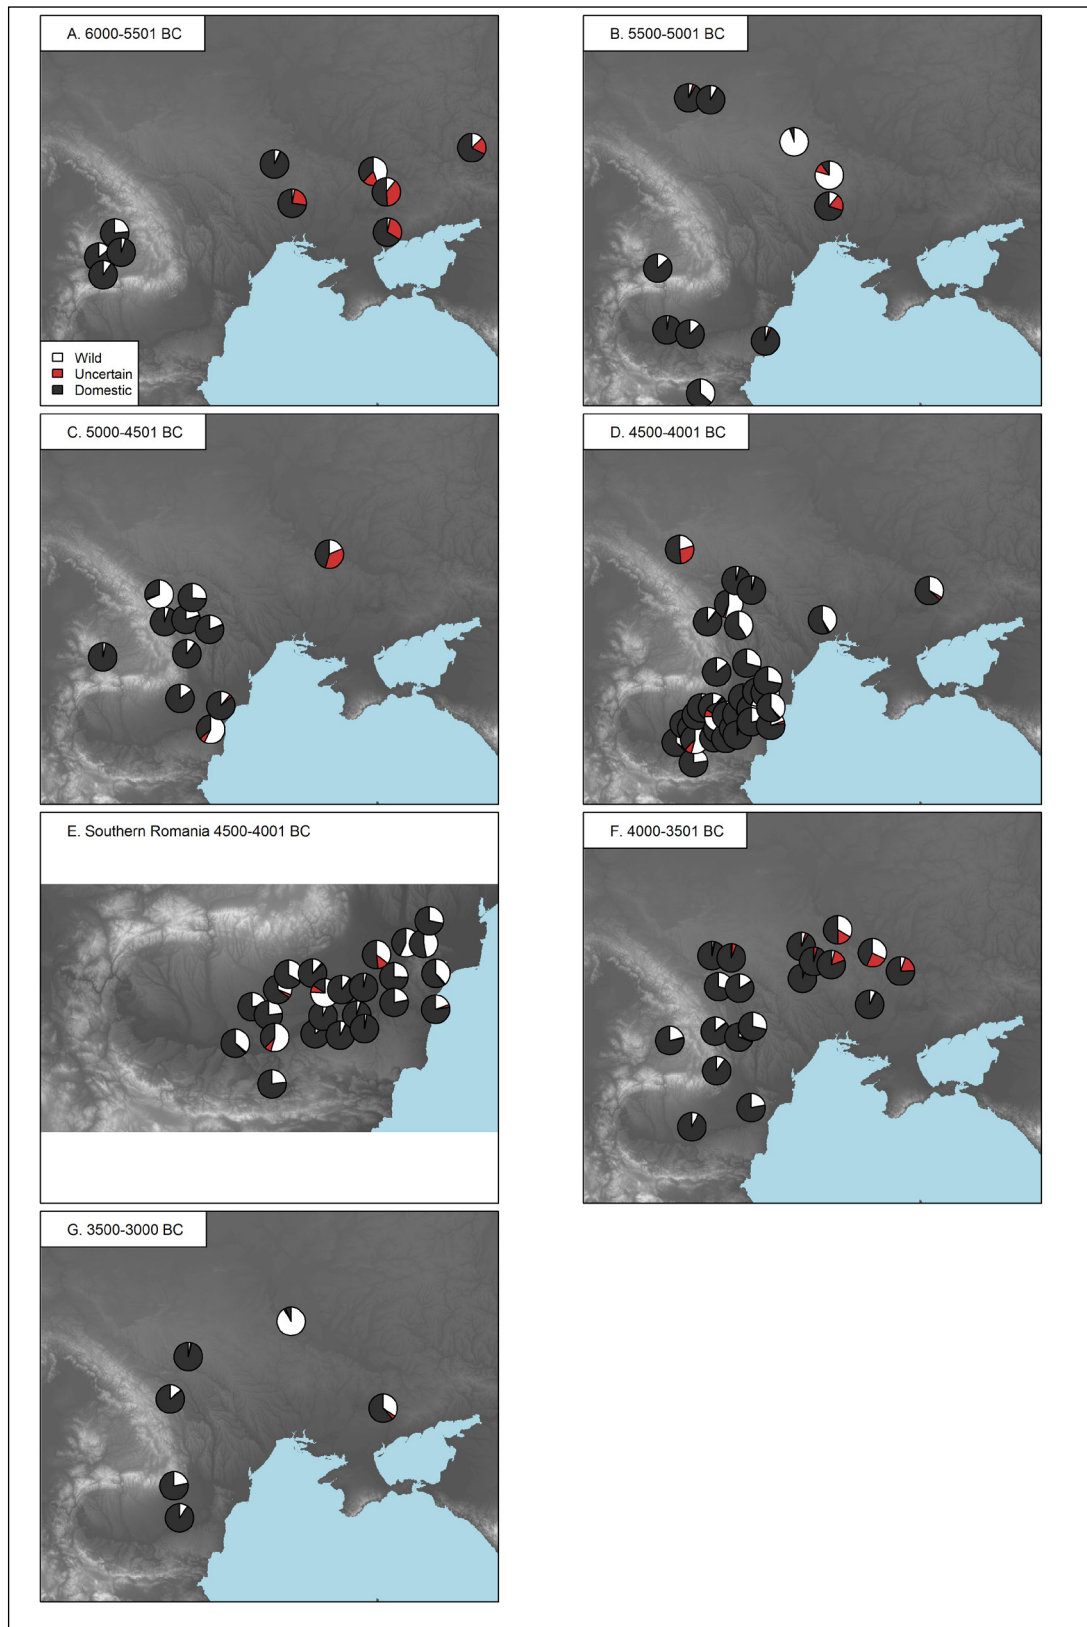 A. 6000-5501 BC
B. 5500-5001 BC
Wild
Uncertain
Domestic
C. 5000-4501 BC
D. 4500-4001 BC
E. Southern Romania 4500-4001 BC
F. 4000-3501 BC
G. 3500-3000 BC